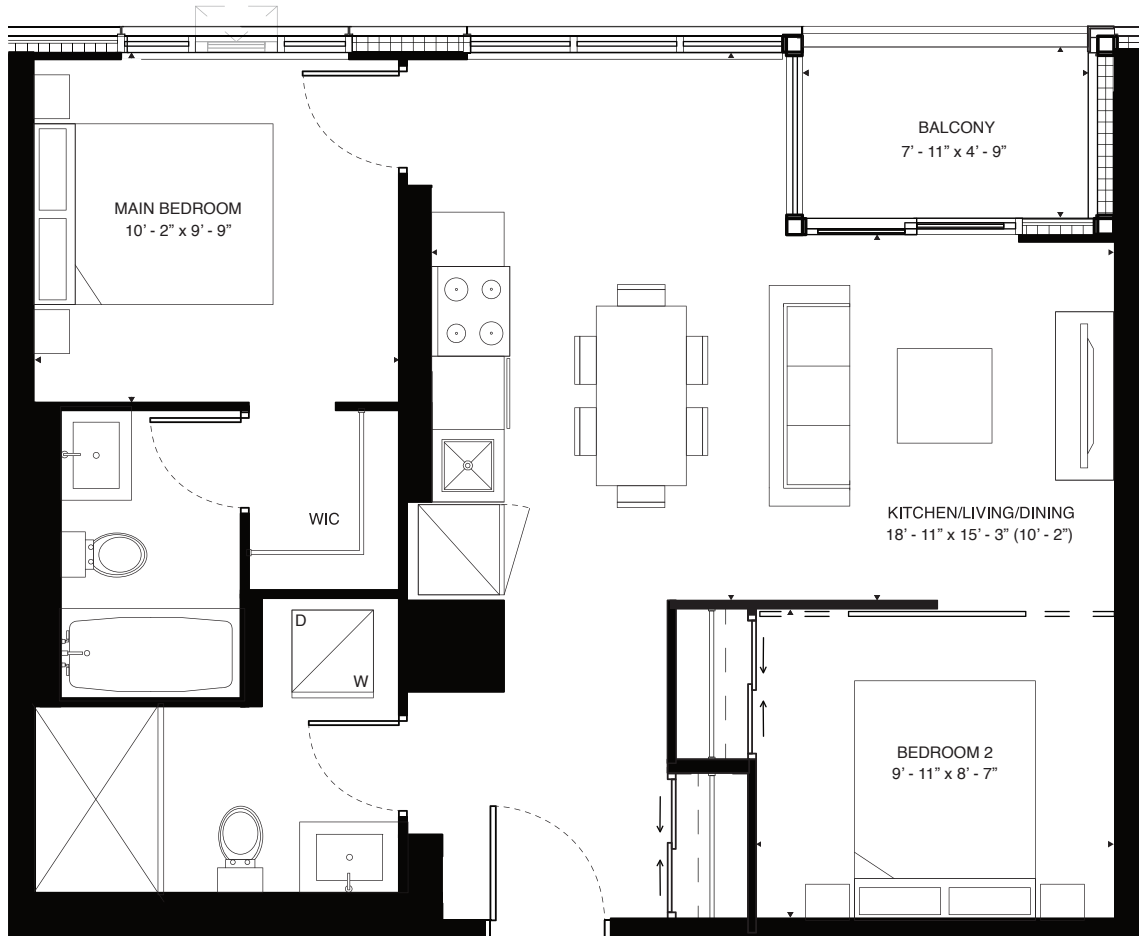 BALCONY
7’ - 11” x 4’ - 9”
MAIN BEDROOM
10’ - 2” x 9’ - 9”
WIC
KITCHEN/LIVING/DINING
18’ - 11” x 15’ - 3” (10’ - 2”)
D
W
BEDROOM 2
9’ - 11” x 8’ - 7”